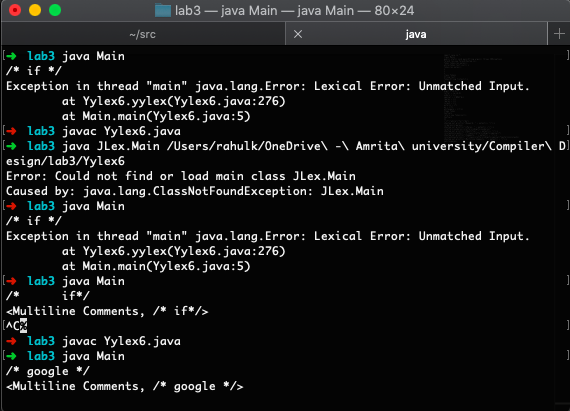 lab3 — java Main — java Main — 80×24
~/src
java
[➜ lab3 java Main
/* if */
Exception in thread "main" java.lang.Error: Lexical Error: Unmatched Input.
        at Yylex6.yylex(Yylex6.java:276)
        at Main.main(Yylex6.java:5)
[➜ lab3 javac Yylex6.java
[➜ lab3 java JLex.Main /Users/rahulk/OneDrive\ -\ Amrita\ university/Compiler\ D
esign/lab3/Yylex6
Error: Could not find or load main class JLex.Main
Caused by: java.lang.ClassNotFoundException: JLex.Main
[➜ lab3 java Main
/* if */
Exception in thread "main" java.lang.Error: Lexical Error: Unmatched Input.
        at Yylex6.yylex(Yylex6.java:276)
        at Main.main(Yylex6.java:5)
[➜ lab3 java Main
/*      if*/
<Multiline Comments, /* if*/>
[^C%
[➜ lab3 javac Yylex6.java
[➜ lab3 java Main
/* google */
<Multiline Comments, /* google */>